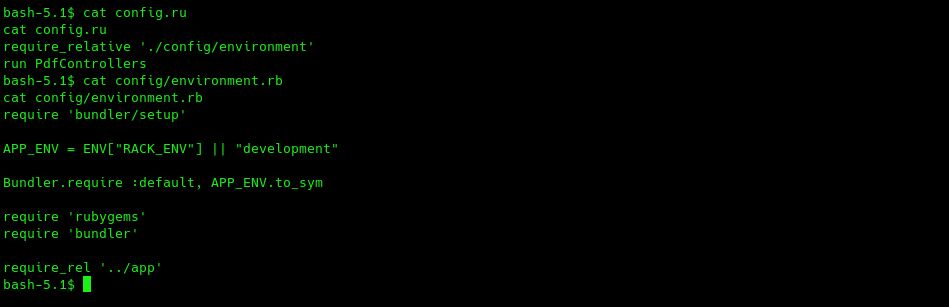 bash-5.1$ cat config.ru
cat config.ru
require_relative './config/environment'
run PdfControllers
bash-5.1$ cat config/environment.rb
cat config/environment.rb
require 'bundler/setup'
APP_ENV = ENV["RACK_ENV"] || "development"
Bundler.require :default, APP_ENV.to_sym
require 'rubygems'
require 'bundler'
require_rel '../app'
bash-5.1$